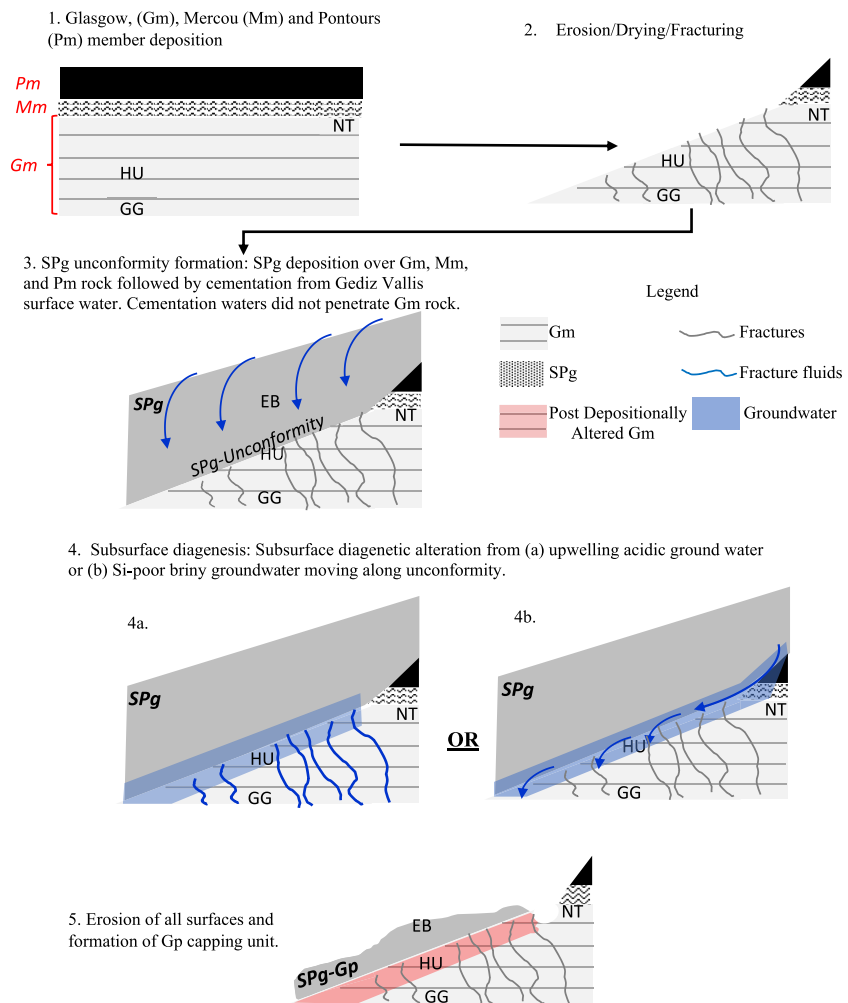 1. Glasgow, (Gm), Mercou (Mm) and Pontours
(Pm) member deposition
Pm
Mm
Gm
NT
HU
GG
2. Erosion/Drying/Fracturing
NT
HU
GG
3. SPg unconformity formation: SPg deposition over Gm, Mm,
and Pm rock followed by cementation from Gediz Vallis
surface water. Cementation waters did not penetrate Gm rock.
SPg
EB
NT
SPg-Unconformity
HU
GG
Legend
Gm
Fractures
SPg
Fracture fluids
Post Depositionally
Altered Gm
Groundwater
4. Subsurface diagenesis: Subsurface diagenetic alteration from (a) upwelling acidic ground water
or (b) Si-poor briny groundwater moving along unconformity.
4a.
SPg
NT
HU
GG
OR
4b.
SPg
NT
HU
GG
5. Erosion of all surfaces and
formation of Gp capping unit.
EB
NT
SPg-Gp
HU
GG